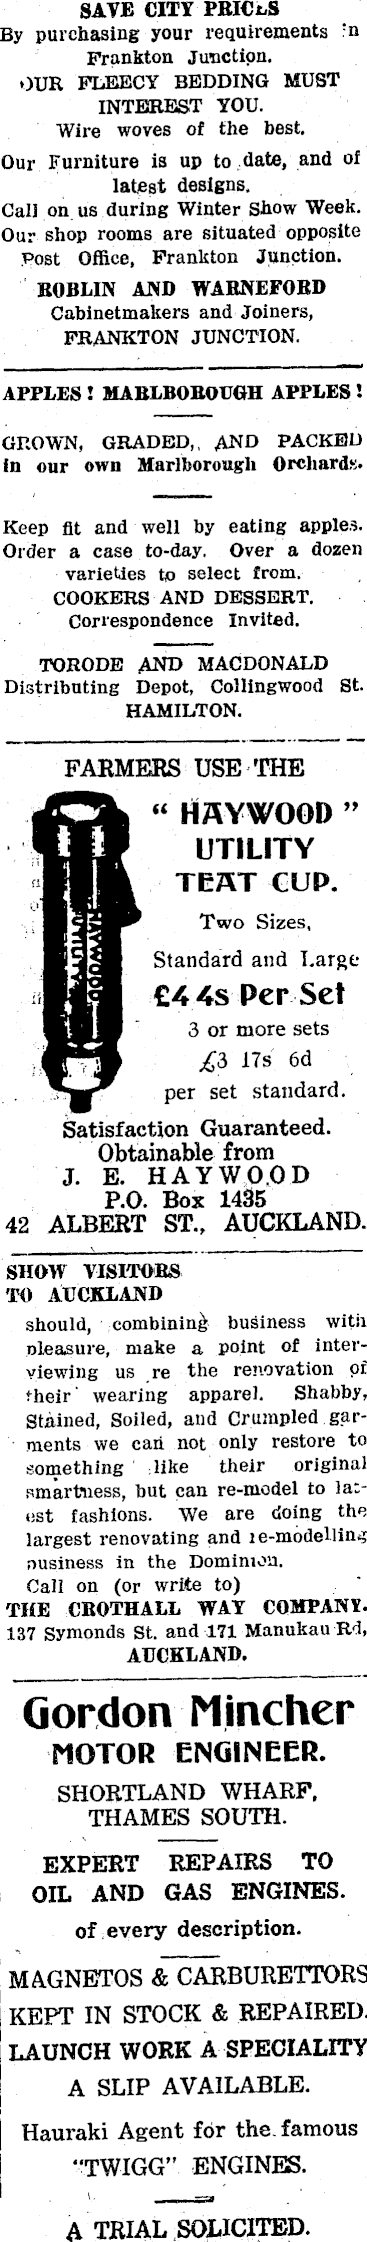 SAVE CITY PRICES
By purchasing your requirements in
Frankton Junction.
OUR FLEECY BEDDING MUST
INTEREST YOU.
Wire woves of the best.
Our Furniture is up to date, and of
latest designs.
Call on us during Winter Show Week.
Our shop rooms are situated opposite
Post Office, Frankton Junction.
ROBLIN AND WARNEFORD
Cabinetmakers and Joiners,
FRANKTON JUNCTION.
APPLES! MARLBOROUGH APPLES!
GROWN, GRADED, AND PACKED
in our own Marlborough Orchards.
Keep fit and well by eating apples.
Order a case to-day. Over a dozen
varieties to select from.
COOKERS AND DESSERT.
Correspondence Invited.
TORODE AND MACDONALD
Distributing Depot, Collingwood St.
HAMILTON.
FARMERS USE THE
"HAYWOOD"
UTILITY
TEAT CUP.
Two Sizes,
Standard and Large
£4 4s Per Set
3 or more sets
£3 17s 6d
per set standard.
HAYWOOD
UTILITY
Satisfaction Guaranteed.
Obtainable from
J. E. HAYWOOD
P.O. Box 1435
42 ALBERT ST., AUCKLAND.
SHOW VISITORS
TO AUCKLAND
should, combining business with
pleasure, make a point of inter-
viewing us re the renovation of
their wearing apparel. Shabby,
Stained, Soiled, and Crumpled gar-
ments we can not only restore to
something like their original
smartness, but can re-model to lat-
est fashions. We are doing the
largest renovating and re-modelling
business in the Dominion.
Call on (or write to)
THE CROTHALL WAY COMPANY.
137 Symonds St. and 171 Manukau Rd,
AUCKLAND.
Gordon Mincher
MOTOR ENGINEER.
SHORTLAND WHARF,
THAMES SOUTH.
EXPERT REPAIRS TO
OIL AND GAS ENGINES.
of every description.
MAGNETOS & CARBURETTORS
KEPT IN STOCK & REPAIRED.
LAUNCH WORK A SPECIALITY
A SLIP AVAILABLE.
Hauraki Agent for the famous
"TWIGG" ENGINES.
A TRIAL SOLICITED.